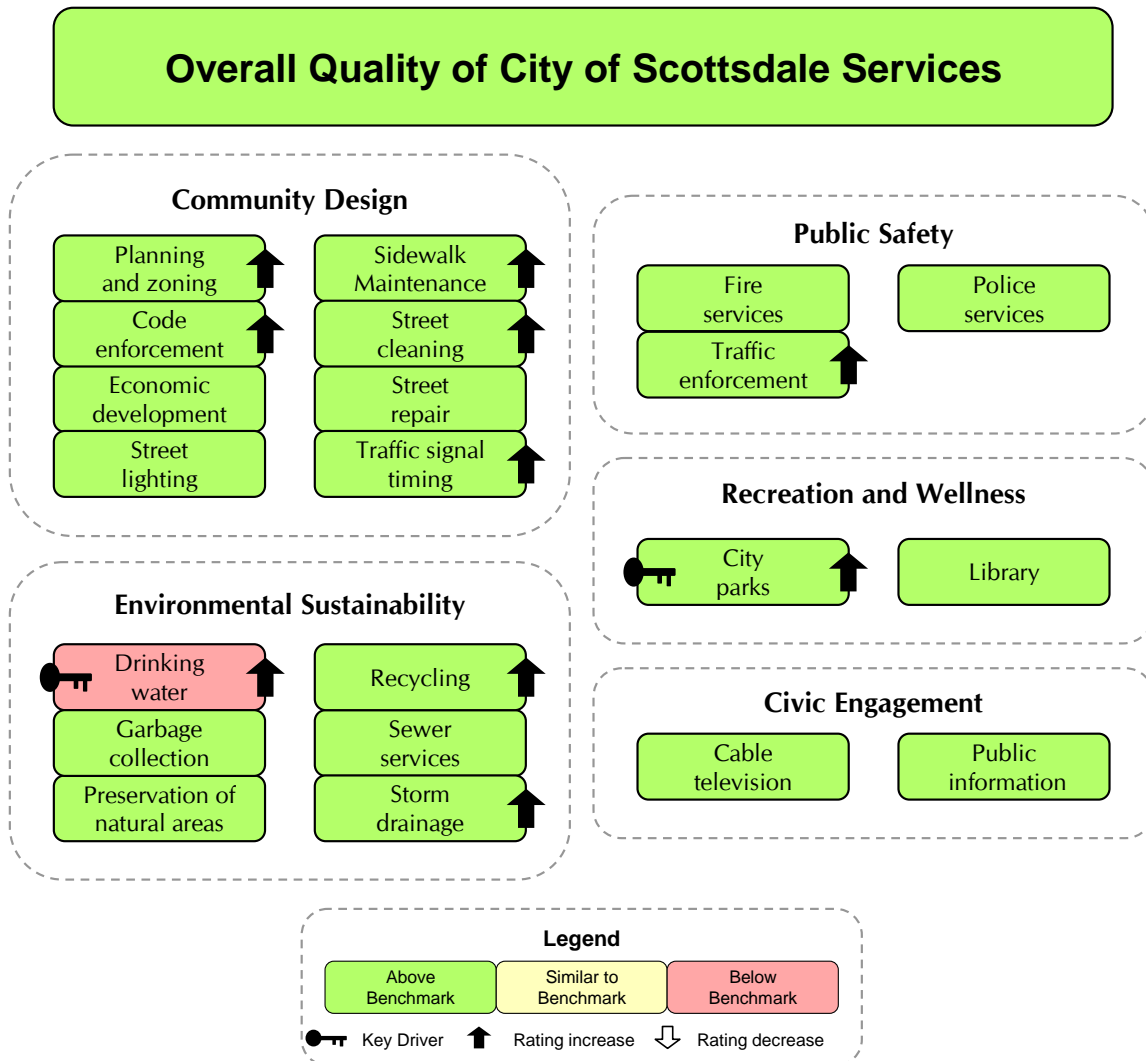 Overall Quality of City of Scottsdale Services
Community Design
Planning
and zoning
Sidewalk
Maintenance
Code
enforcement
Street
cleaning
Economic
development
Street
repair
Street
lighting
Traffic signal
timing
Environmental Sustainability
Drinking
water
Recycling
Garbage
collection
Sewer
services
Preservation of
natural areas
Storm
drainage
Public Safety
Fire
services
Police
services
Traffic
enforcement
Recreation and Wellness
City
parks
Library
Civic Engagement
Cable
television
Public
information
Legend
Above
Benchmark
Similar to
Benchmark
Below
Benchmark
Key Driver
Rating increase
Rating decrease